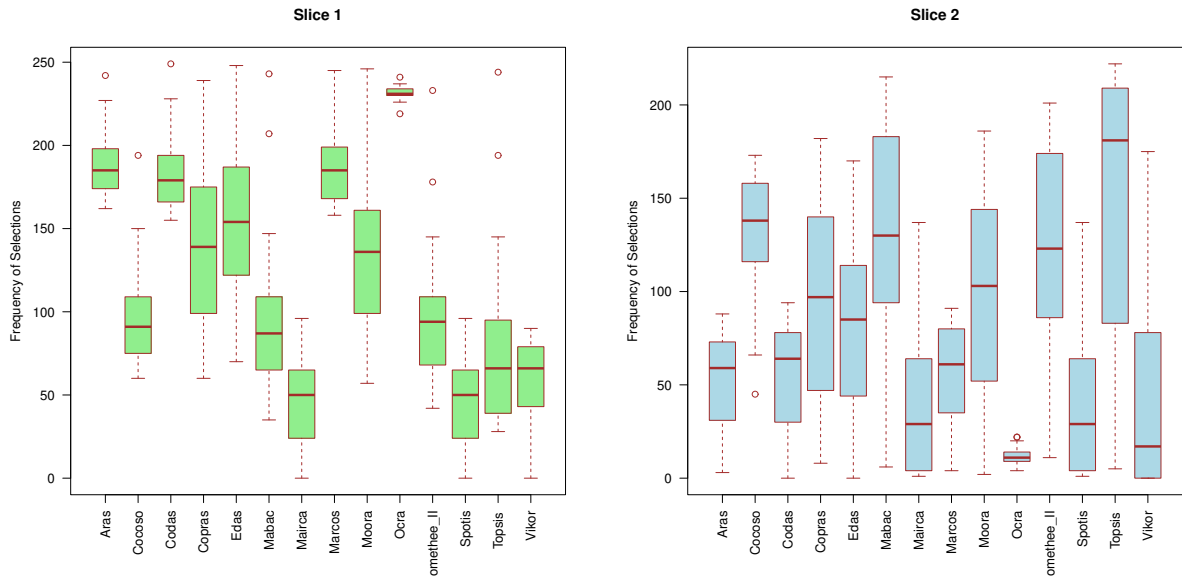 Slice 1
Frequency of Selections
250
200
150
100
50
0
Aras
Cocoso
Codas
Copras
Edas
Mabac
Mairca
Marcos
Moora
Ocra
omethee_II
Spotis
Topsis
Vikor
Slice 2
Frequency of Selections
200
150
100
50
0
Aras
Cocoso
Codas
Copras
Edas
Mabac
Mairca
Marcos
Moora
Ocra
omethee_II
Spotis
Topsis
Vikor